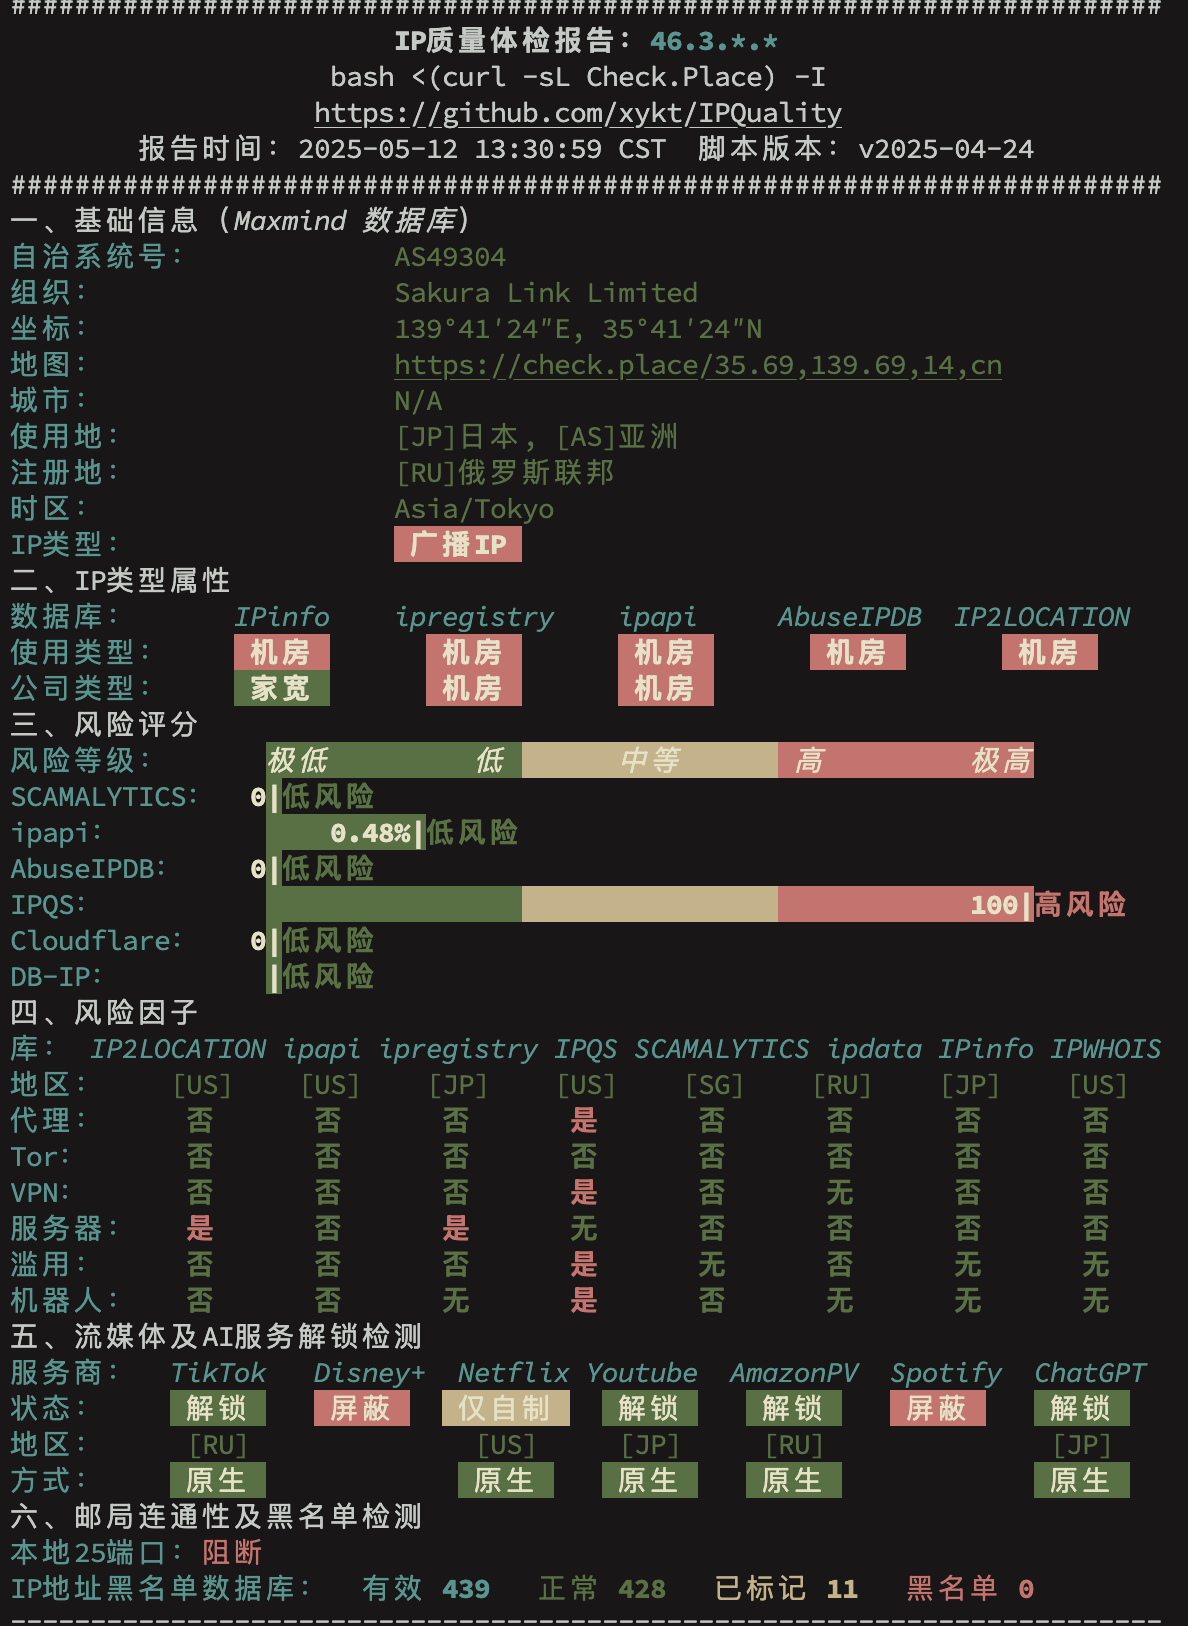 ########################################################################
IP质量体检报告：46.3.*.*
bash <(curl -sL Check.Place) -I
https://github.com/xykt/IPQuality
报告时间：2025-05-12 13:30:59 CST  脚本版本：v2025-04-24
########################################################################
一、基础信息（Maxmind 数据库）
自治系统号：  AS49304
组织：  Sakura Link Limited
坐标：  139°41′24″E, 35°41′24″N
地图：  https://check.place/35.69,139.69,14,cn
城市：  N/A
使用地：  [JP]日本, [AS]亚洲
注册地：  [RU]俄罗斯联邦
时区：  Asia/Tokyo
IP类型：  广播IP
二、IP类型属性
数据库：  IPinfo  ipregistry  ipapi  AbuseIPDB  IP2LOCATION
使用类型：  机房  机房  机房  机房  机房
公司类型：  家宽  机房  机房
三、风险评分
风险等级：  极低  低  中等  高  极高
SCAMALYTICS：  0|低风险
ipapi：  0.48%|低风险
AbuseIPDB：  0|低风险
IPQS：  100|高风险
Cloudflare：  0|低风险
DB-IP：  |低风险
四、风险因子
库：  IP2LOCATION ipapi ipregistry IPQS SCAMALYTICS ipdata IPinfo IPWHOIS
地区：  [US]  [US]  [JP]  [US]  [SG]  [RU]  [JP]  [US]
代理：  否  否  否  是  否  否  否  否
Tor：  否  否  否  否  否  否  否  否
VPN：  否  否  否  是  否  无  否  否
服务器：  是  否  是  无  否  否  否  否
滥用：  否  否  否  是  无  否  无  无
机器人：  否  否  无  是  否  无  无  无
五、流媒体及AI服务解锁检测
服务商：  TikTok  Disney+  Netflix  Youtube  AmazonPV  Spotify  ChatGPT
状态：  解锁  屏蔽  仅自制  解锁  解锁  屏蔽  解锁
地区：  [RU]  [US]  [JP]  [RU]  [JP]
方式：  原生  原生  原生  原生  原生
六、邮局连通性及黑名单检测
本地25端口：阻断
IP地址黑名单数据库：  有效 439  正常 428  已标记 11  黑名单 0
------------------------------------------------------------------------